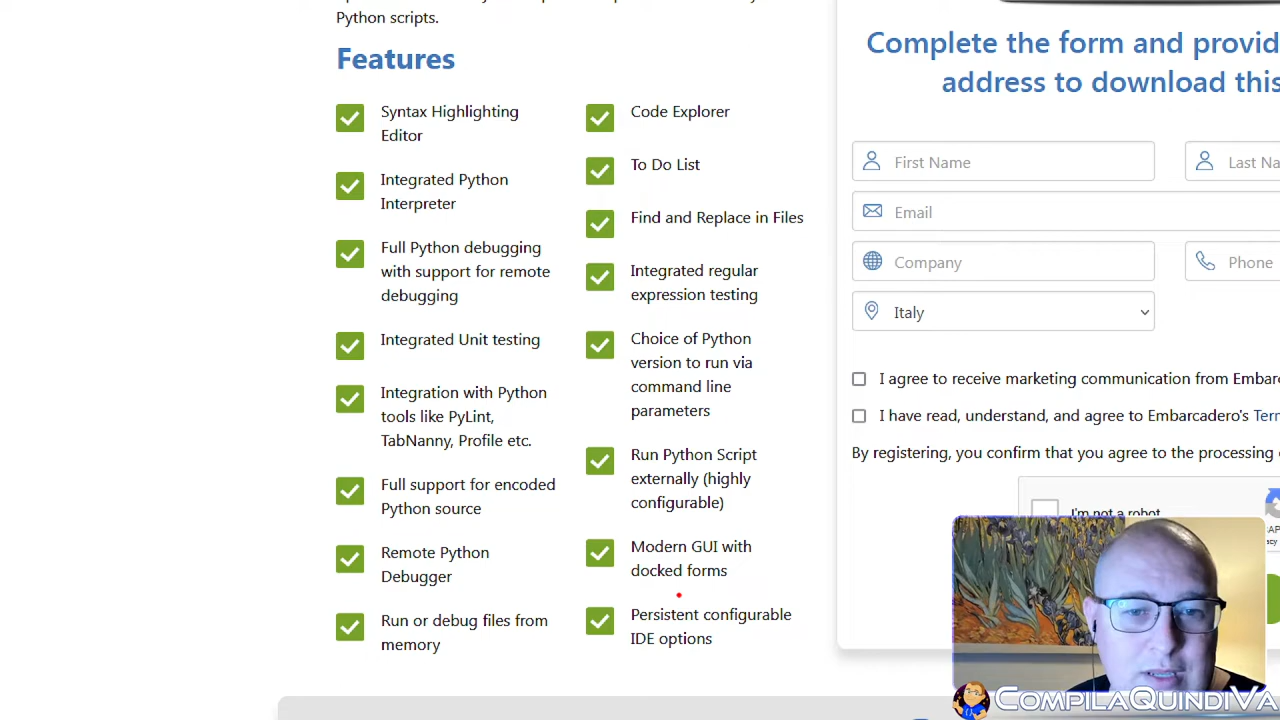 Python scripts.
Features
Syntax Highlighting
Editor
Integrated Python
Interpreter
Full Python debugging
with support for remote
debugging
Integrated Unit testing
Integration with Python
tools like PyLint,
TabNanny, Profile etc.
Full support for encoded
Python source
Remote Python
Debugger
Run or debug files from
memory
Code Explorer
To Do List
Find and Replace in Files
Integrated regular
expression testing
Choice of Python
version to run via
command line
parameters
Run Python Script
externally (highly
configurable)
Modern GUI with
docked forms
Persistent configurable
IDE options
Complete the form and provid
address to download this
First Name
Last Na
Email
Company
Phone
Italy
I agree to receive marketing communication from Embarc
I have read, understand, and agree to Embarcadero's Term
By registering, you confirm that you agree to the processing
I'm not a robot
CompilaQuindiVa